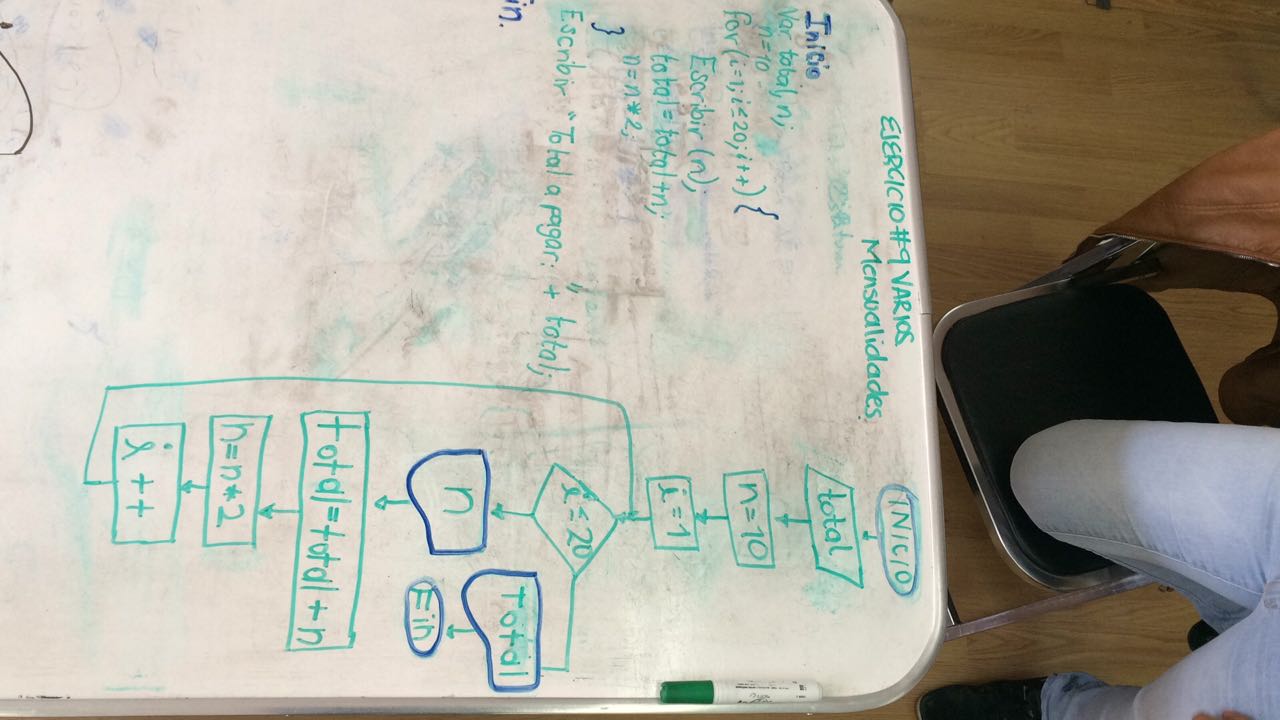 EJERCICIO #9 VARIOS
Mensualidades.
Inicio
Var total, n;
n=10
for(i=1; i≤20; i++) {
Escribir (n);
total=total+n;
n=n*2;
}
Escribir "Total a pagar: + total;
in.
INICIO
total
n=10
i=1
i≤20
n
total=total+n
n=n*2
i++
Total
Fin